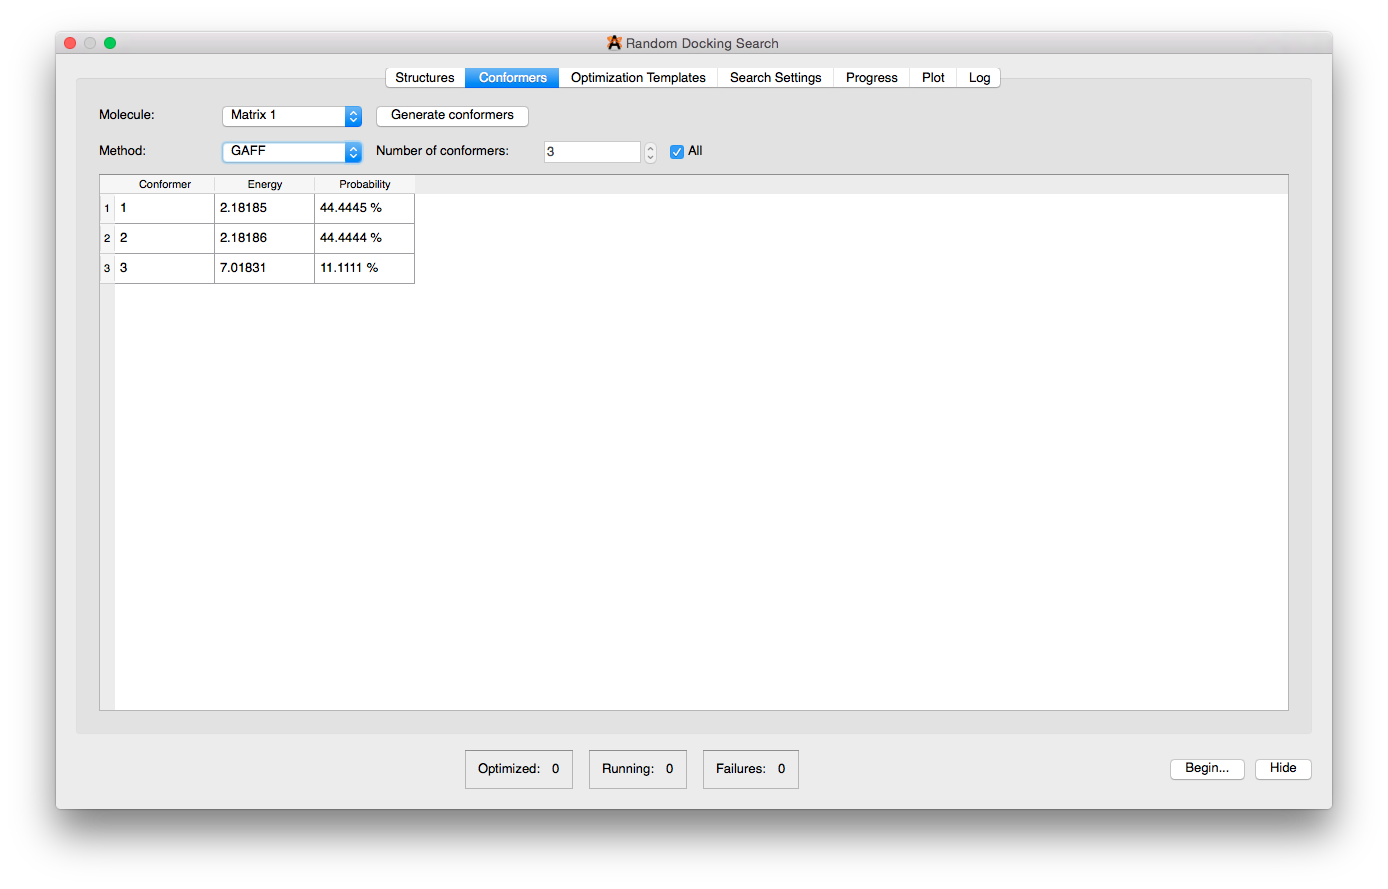 Random Docking Search
Structures Conformers Optimization Templates Search Settings Progress Plot Log
Molecule: Matrix 1 Generate conformers
Method: GAFF Number of conformers: 3 All
Conformer Energy Probability
1 1 2.18185 44.4445 %
2 2 2.18186 44.4444 %
3 3 7.01831 11.1111 %
Optimized: 0 Running: 0 Failures: 0 Begin... Hide